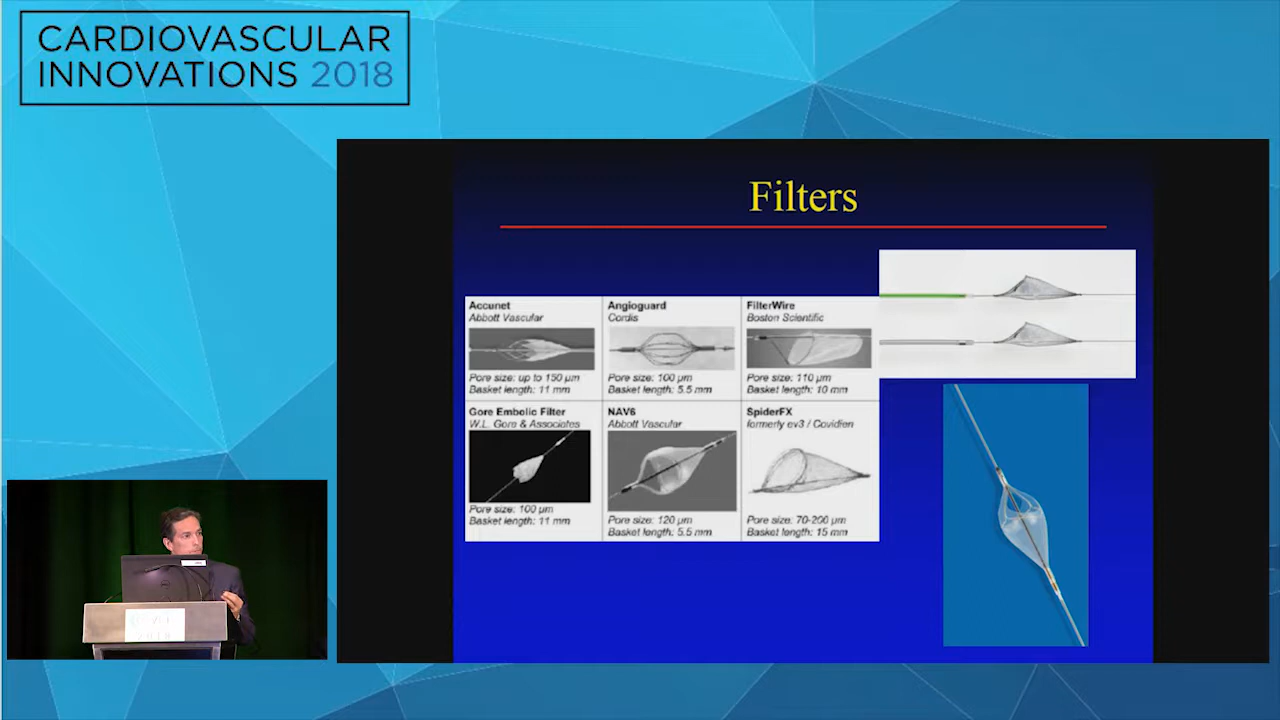 CARDIOVASCULAR
INNOVATIONS 2018
Filters
Accunet
Abbott Vascular
Pore size: up to 150 µm
Basket length: 11 mm
Angioguard
Cordis
Pore size: 100 µm
Basket length: 5.5 mm
FilterWire
Boston Scientific
Pore size: 110 µm
Basket length: 10 mm
Gore Embolic Filter
W.L. Gore & Associates
Pore size: 100 µm
Basket length: 11 mm
NAV6
Abbott Vascular
Pore size: 120 µm
Basket length: 5.5 mm
SpiderFX
formerly ev3 / Covidien
Pore size: 70-200 µm
Basket length: 15 mm